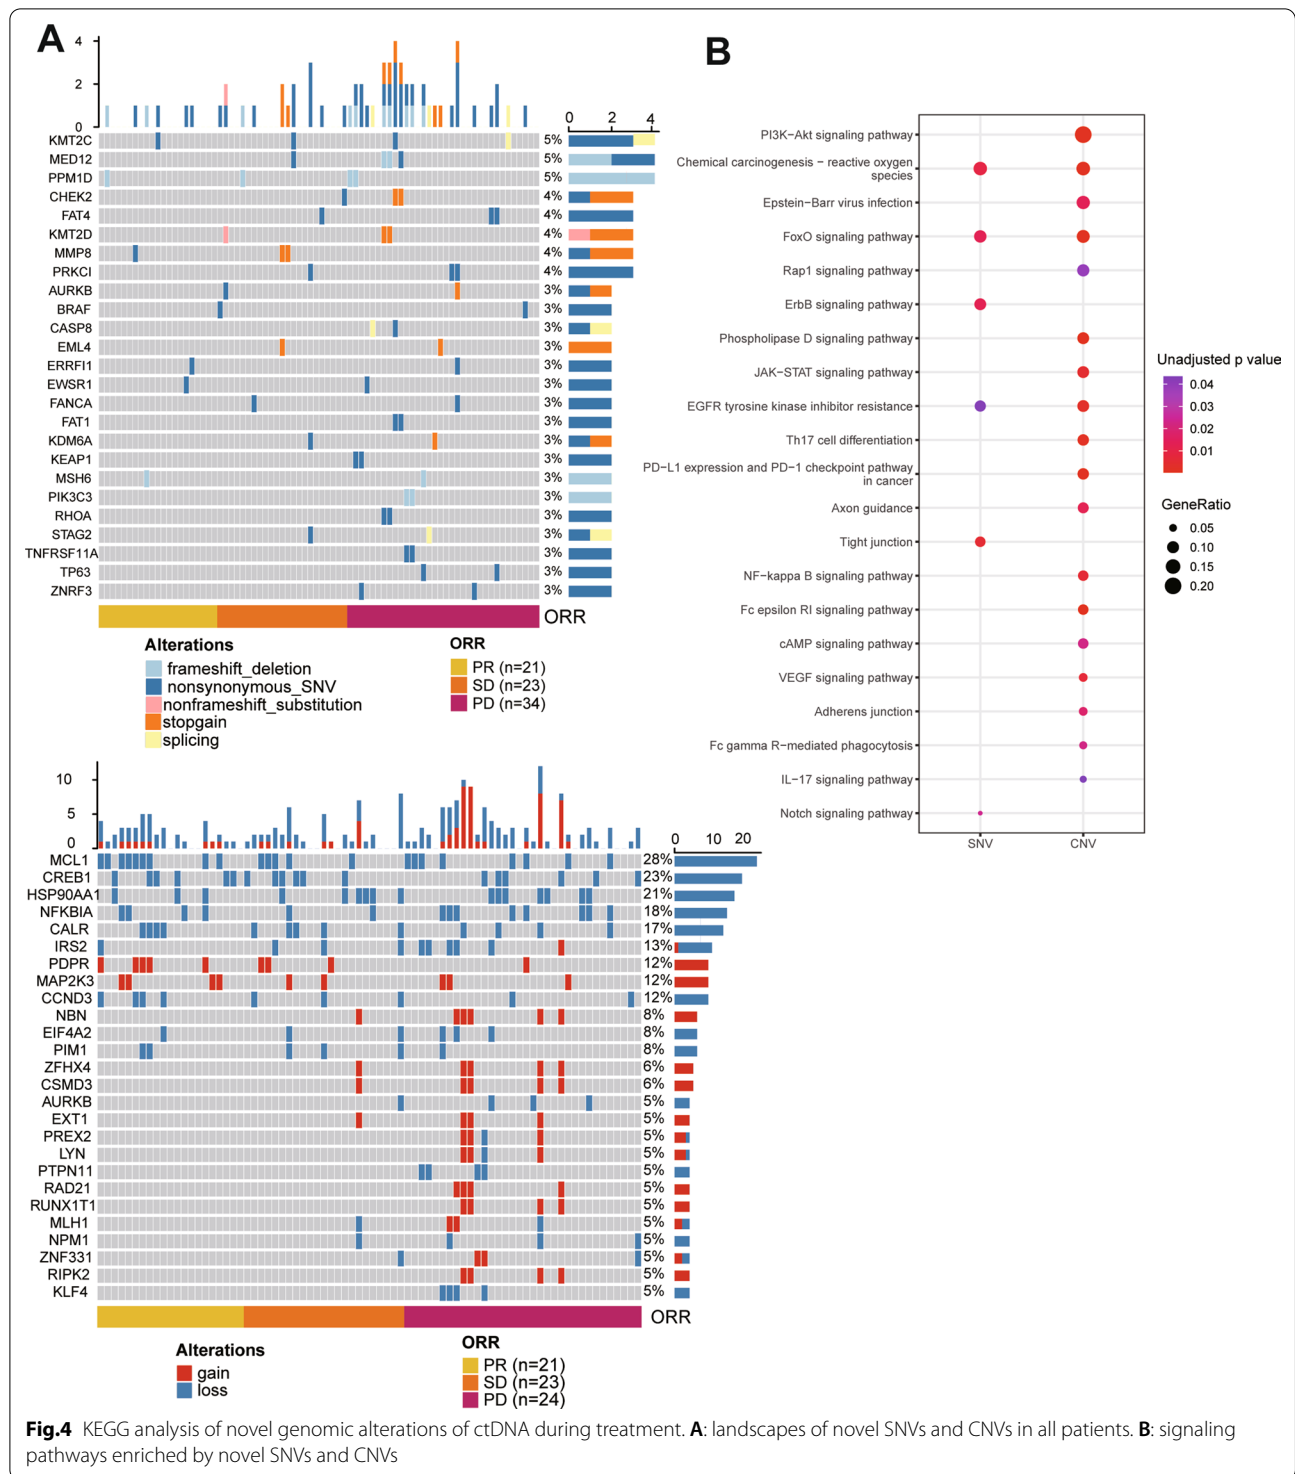 A
4
2
0
0 2 4
KMT2C 5%
MED12 5%
PPM1D 5%
CHEK2 4%
FAT4 4%
KMT2D 4%
MMP8 4%
PRKCI 4%
AURKB 3%
BRAF 3%
CASP8 3%
EML4 3%
ERRFI1 3%
EWSR1 3%
FANCA 3%
FAT1 3%
KDM6A 3%
KEAP1 3%
MSH6 3%
PIK3C3 3%
RHOA 3%
STAG2 3%
TNFRSF11A 3%
TP63 3%
ZNRF3 3%
ORR
Alterations
frameshift_deletion
nonsynonymous_SNV
nonframeshift_substitution
stopgain
splicing
ORR
PR (n=21)
SD (n=23)
PD (n=34)
10
5
0
0 10 20
MCL1 28%
CREB1 23%
HSP90AA1 21%
NFKBIA 18%
CALR 17%
IRS2 13%
PDPR 12%
MAP2K3 12%
CCND3 12%
NBN 8%
EIF4A2 8%
PIM1 8%
ZFHX4 6%
CSMD3 6%
AURKB 5%
EXT1 5%
PREX2 5%
LYN 5%
PTPN11 5%
RAD21 5%
RUNX1T1 5%
MLH1 5%
NPM1 5%
ZNF331 5%
RIPK2 5%
KLF4 5%
ORR
Alterations
gain
loss
ORR
PR (n=21)
SD (n=23)
PD (n=24)
B
PI3K−Akt signaling pathway
Chemical carcinogenesis − reactive oxygen
species
Epstein−Barr virus infection
FoxO signaling pathway
Rap1 signaling pathway
ErbB signaling pathway
Phospholipase D signaling pathway
JAK−STAT signaling pathway
EGFR tyrosine kinase inhibitor resistance
Th17 cell differentiation
PD−L1 expression and PD−1 checkpoint pathway
in cancer
Axon guidance
Tight junction
NF−kappa B signaling pathway
Fc epsilon RI signaling pathway
cAMP signaling pathway
VEGF signaling pathway
Adherens junction
Fc gamma R−mediated phagocytosis
IL−17 signaling pathway
Notch signaling pathway
SNV CNV
Unadjusted p value
0.04
0.03
0.02
0.01
GeneRatio
0.05
0.10
0.15
0.20
Fig.4 KEGG analysis of novel genomic alterations of ctDNA during treatment. A: landscapes of novel SNVs and CNVs in all patients. B: signaling
pathways enriched by novel SNVs and CNVs